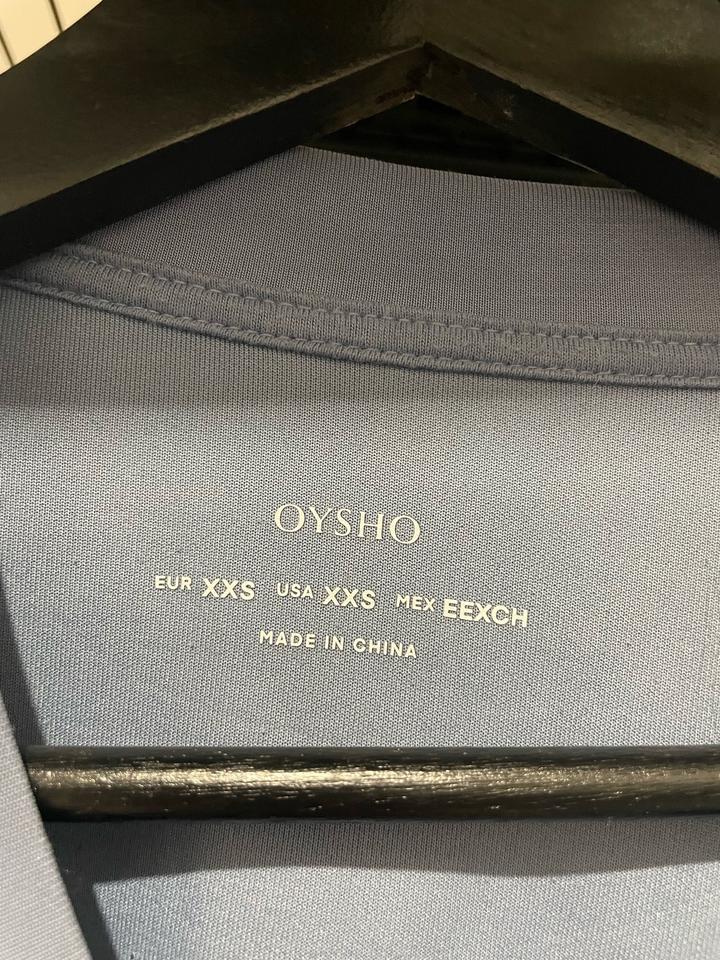 OYSHO
EUR XXS USA XXS MEX EEXCH
MADE IN CHINA